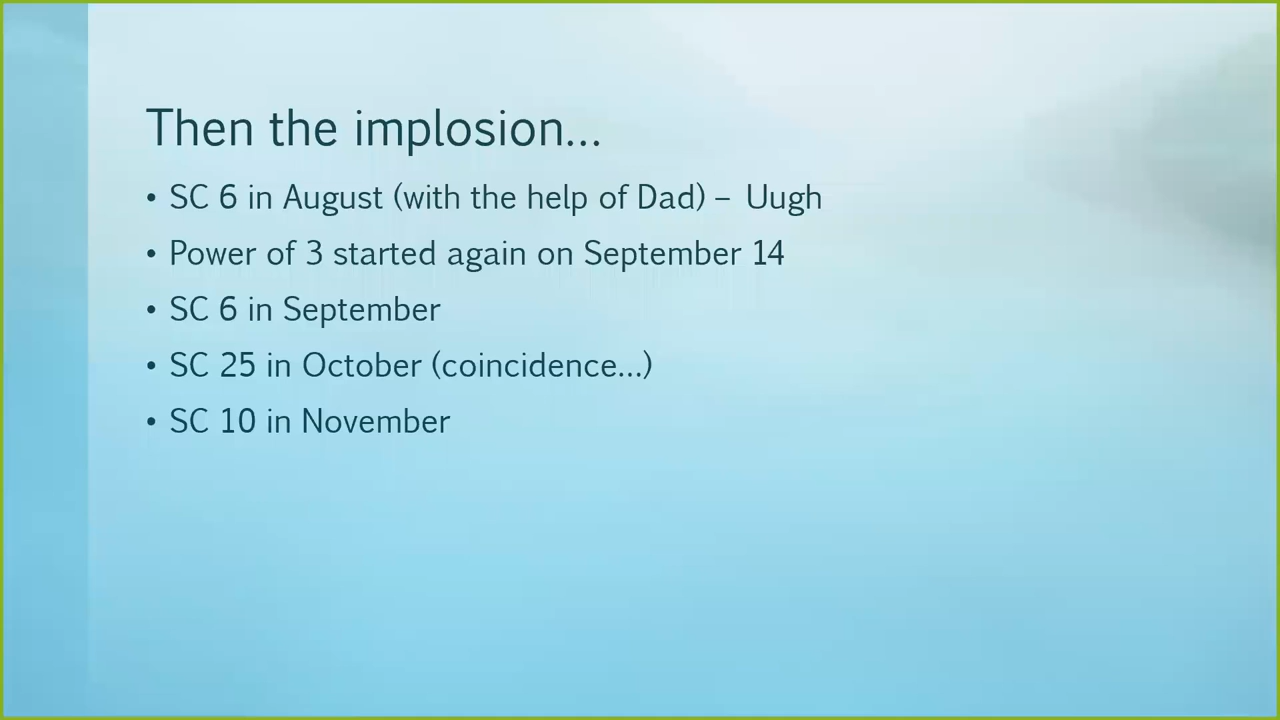 Then the implosion...
• SC 6 in August (with the help of Dad) – Uugh
• Power of 3 started again on September 14
• SC 6 in September
• SC 25 in October (coincidence...)
• SC 10 in November